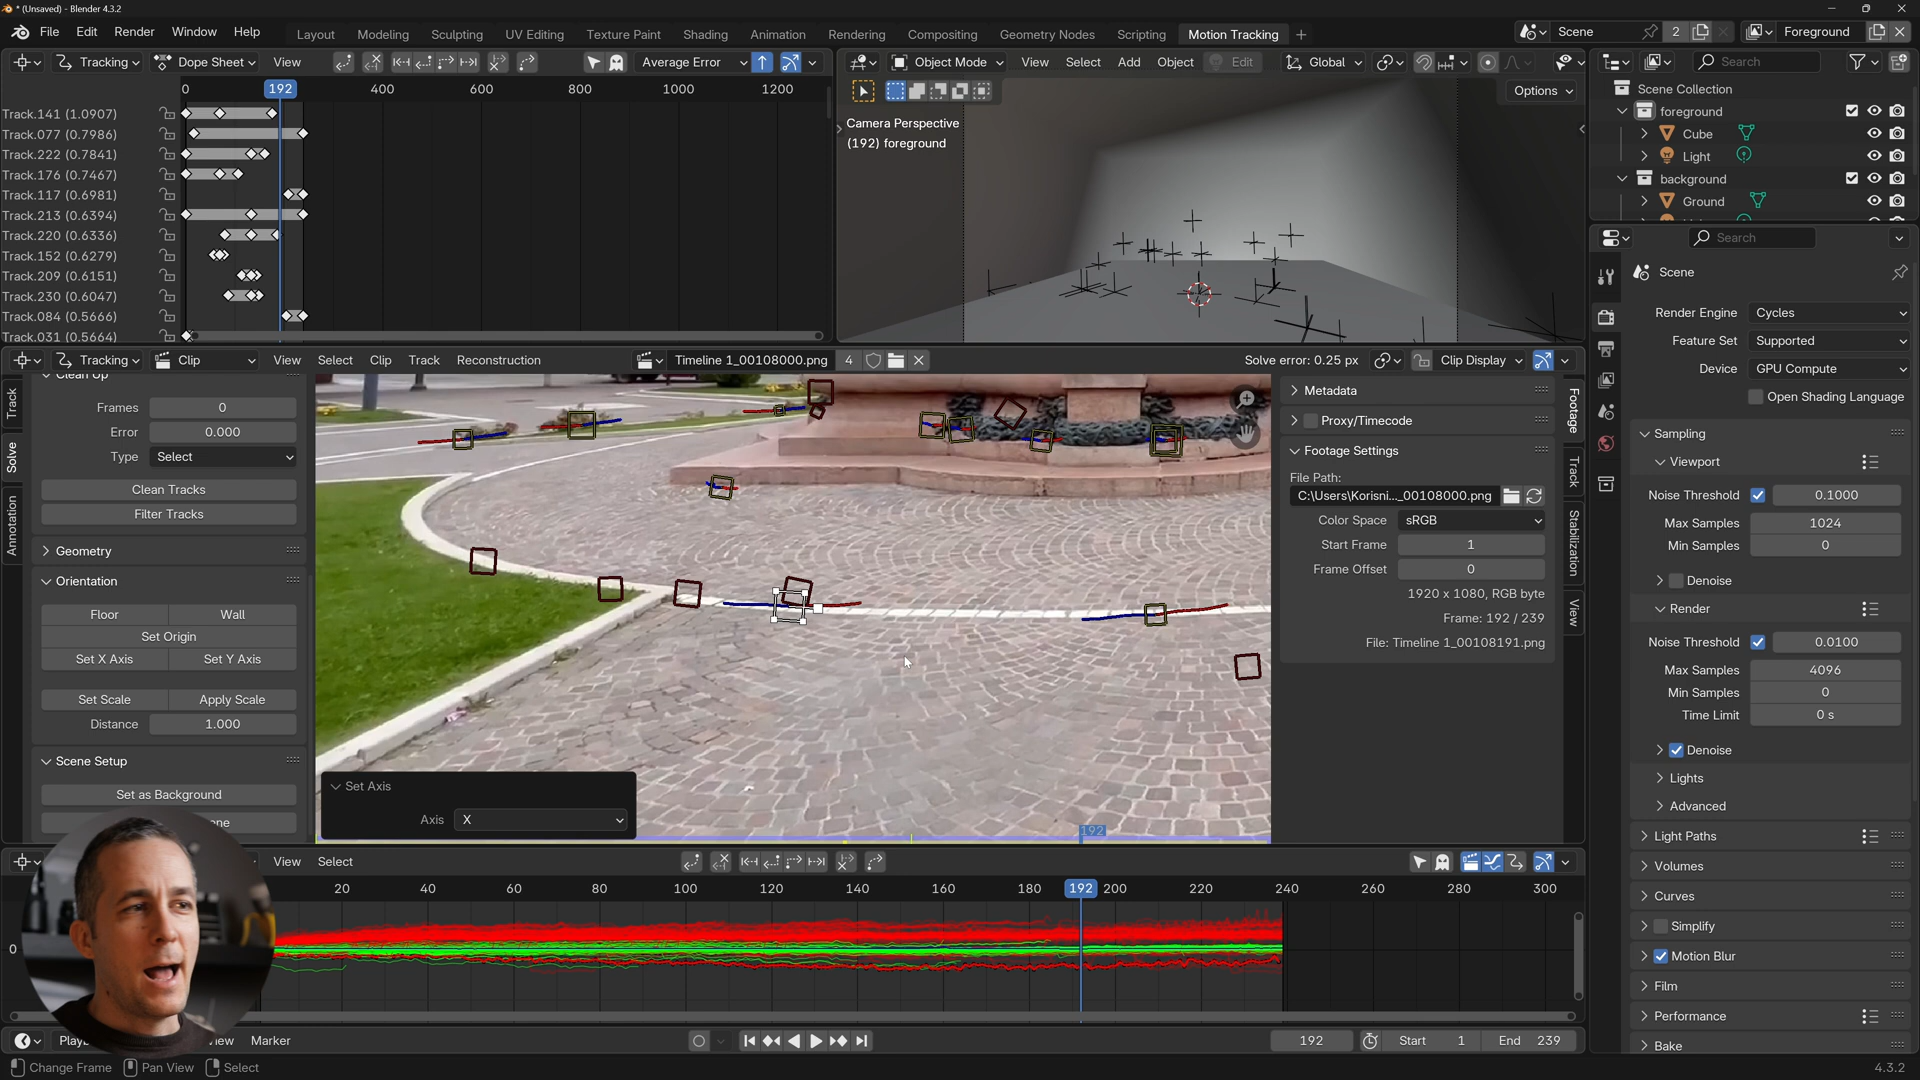 * (Unsaved) - Blender 4.3.2
File Edit Render Window Help
Layout Modeling Sculpting UV Editing Texture Paint Shading Animation Rendering Compositing Geometry Nodes Scripting Motion Tracking +
Scene 2 Foreground
Tracking Dope Sheet View Average Error
0 192 400 600 800 1000 1200
Track.141 (1.0907)
Track.077 (0.7986)
Track.222 (0.7841)
Track.176 (0.7467)
Track.117 (0.6981)
Track.213 (0.6394)
Track.220 (0.6336)
Track.152 (0.6279)
Track.209 (0.6151)
Track.230 (0.6047)
Track.084 (0.5666)
Track.031 (0.5664)
Object Mode View Select Add Object Edit Global
Options
Camera Perspective
(192) foreground
Search
Scene Collection
foreground
Cube
Light
background
Ground
Search
Scene
Render Engine Cycles
Feature Set Supported
Device GPU Compute
Open Shading Language
Sampling
Viewport
Noise Threshold 0.1000
Max Samples 1024
Min Samples 0
Denoise
Render
Noise Threshold 0.0100
Max Samples 4096
Min Samples 0
Time Limit 0 s
Denoise
Lights
Advanced
Light Paths
Volumes
Curves
Simplify
Motion Blur
Film
Performance
Bake
Tracking Clip View Select Clip Track Reconstruction Timeline 1_00108000.png 4 Solve error: 0.25 px Clip Display
Track
Solve
Annotation
Clean Up
Frames 0
Error 0.000
Type Select
Clean Tracks
Filter Tracks
Geometry
Orientation
Floor Wall
Set Origin
Set X Axis Set Y Axis
Set Scale Apply Scale
Distance 1.000
Scene Setup
Set as Background
Set Axis
Axis X
192
Metadata
Proxy/Timecode
Footage Settings
File Path:
C:\Users\Korisni..._00108000.png
Color Space sRGB
Start Frame 1
Frame Offset 0
1920 x 1080, RGB byte
Frame: 192 / 239
File: Timeline 1_00108191.png
Footage
Track
Stabilization
View
View Select
20 40 60 80 100 120 140 160 180 192 200 220 240 260 280 300
0
Marker
192 Start 1 End 239
Change Frame Pan View Select
4.3.2